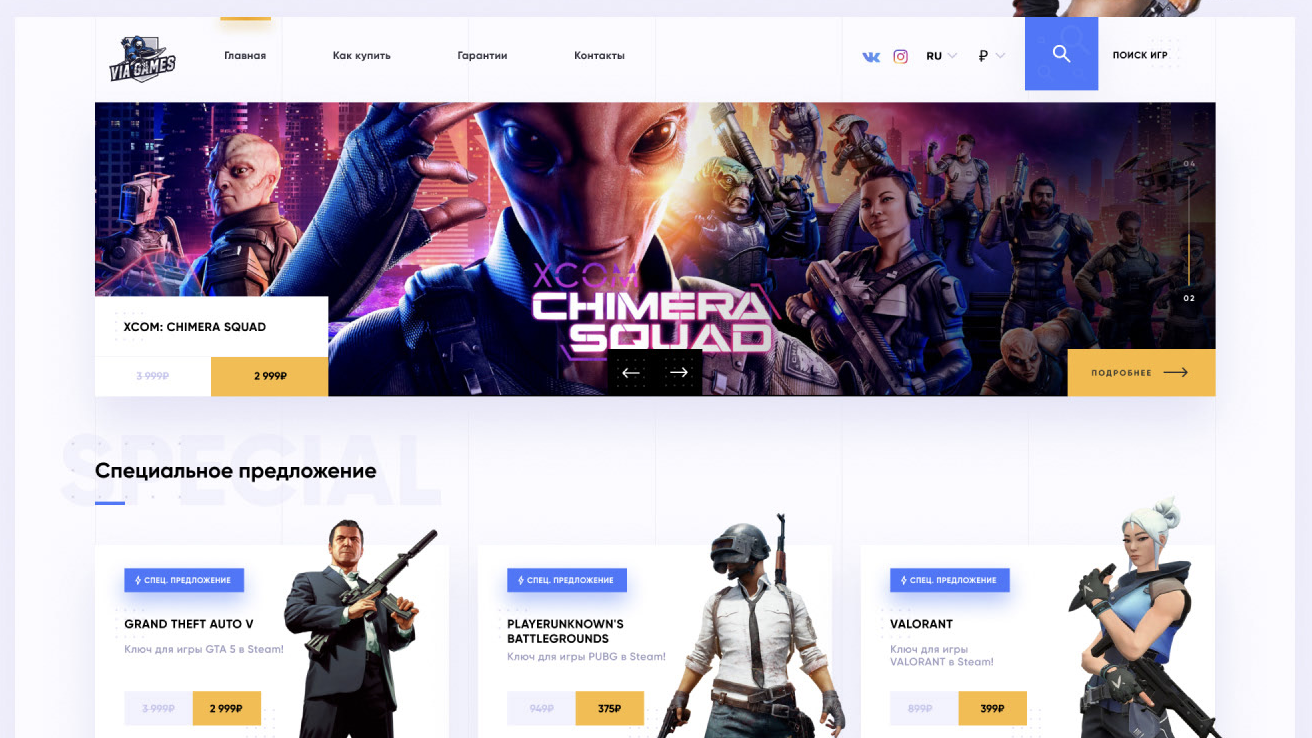 VIA GAMES
Главная
Как купить
Гарантии
Контакты
RU
₽
ПОИСК ИГР
04
02
XCOM
CHIMERA
SQUAD
XCOM: CHIMERA SQUAD
3 999₽
2 999₽
ПОДРОБНЕЕ
SPECIAL
Специальное предложение
СПЕЦ. ПРЕДЛОЖЕНИЕ
GRAND THEFT AUTO V
Ключ для игры GTA 5 в Steam!
3 999₽
2 999₽
СПЕЦ. ПРЕДЛОЖЕНИЕ
PLAYERUNKNOWN'S
BATTLEGROUNDS
Ключ для игры PUBG в Steam!
949₽
375₽
СПЕЦ. ПРЕДЛОЖЕНИЕ
VALORANT
Ключ для игры
VALORANT в Steam!
899₽
399₽